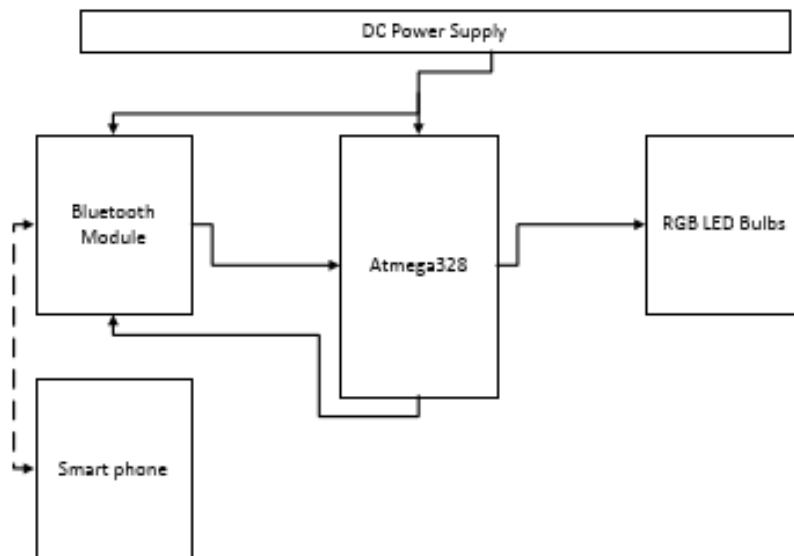 DC Power Supply
Bluetooth
Module
Atmega328
RGB LED Bulbs
Smart phone